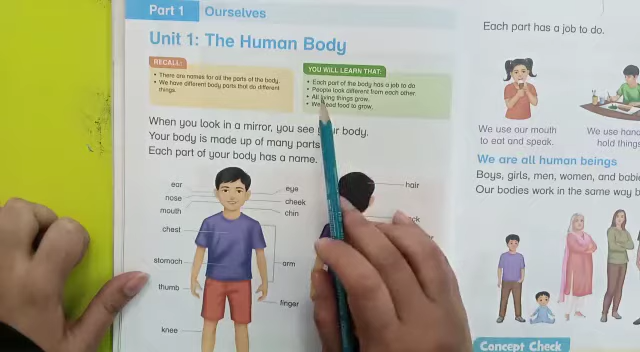 Part 1 Ourselves
Unit 1: The Human Body
RECALL:
• There are names for all the parts of the body.
• We have different body parts that do different
things.
YOU WILL LEARN THAT:
• Each part of the body has a job to do
• People look different from each other
• All living things grow.
• We need food to grow.
When you look in a mirror, you see your body.
Your body is made up of many parts
Each part of your body has a name.
ear
nose
mouth
chest
stomach
thumb
knee
eye
cheek
chin
arm
finger
hair
Each part has a job to do.
We use our mouth
to eat and speak.
We use hand
hold things
We are all human beings
Boys, girls, men, women, and babie
Our bodies work in the same way b
Concept Check